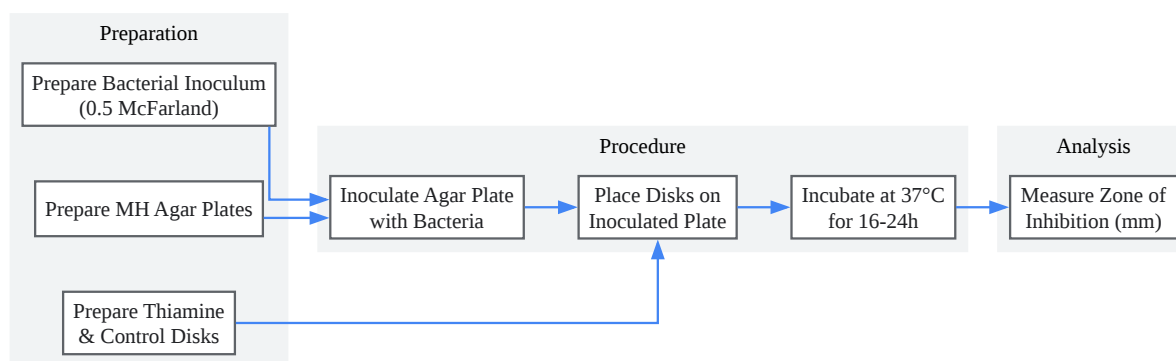 Preparation
Prepare Bacterial Inoculum
(0.5 McFarland)
Prepare MH Agar Plates
Prepare Thiamine
& Control Disks
Procedure
Inoculate Agar Plate
with Bacteria
Place Disks on
Inoculated Plate
Incubate at 37°C
for 16-24h
Analysis
Measure Zone of
Inhibition (mm)